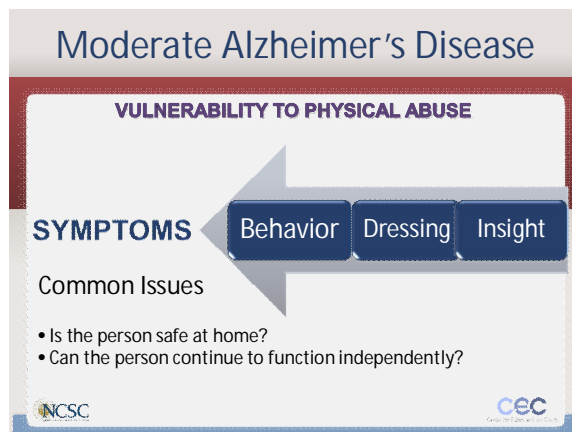 Moderate Alzheimer's Disease
VULNERABILITY TO PHYSICAL ABUSE
SYMPTOMS
Behavior
Dressing
Insight
Common Issues
• Is the person safe at home?
• Can the person continue to function independently?
NCSC
CEC